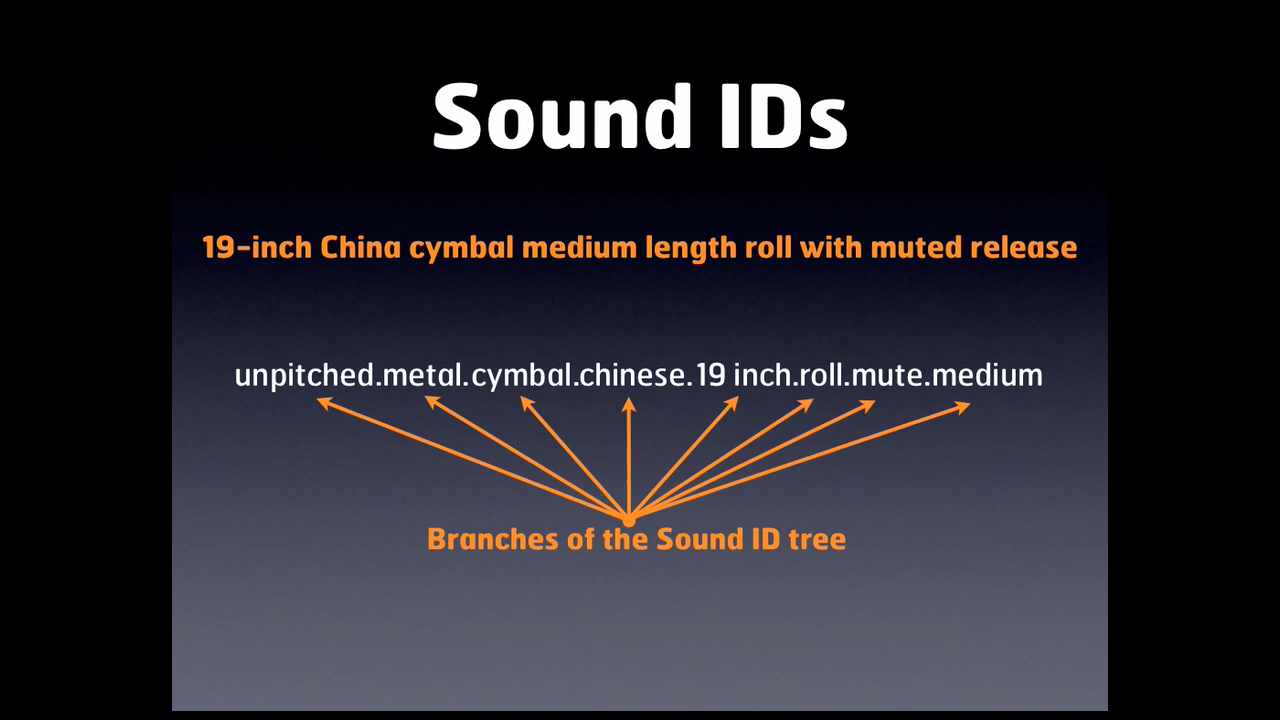 Sound IDs
19-inch China cymbal medium length roll with muted release
unpitched.metal.cymbal.chinese.19 inch.roll.mute.medium
Branches of the Sound ID tree